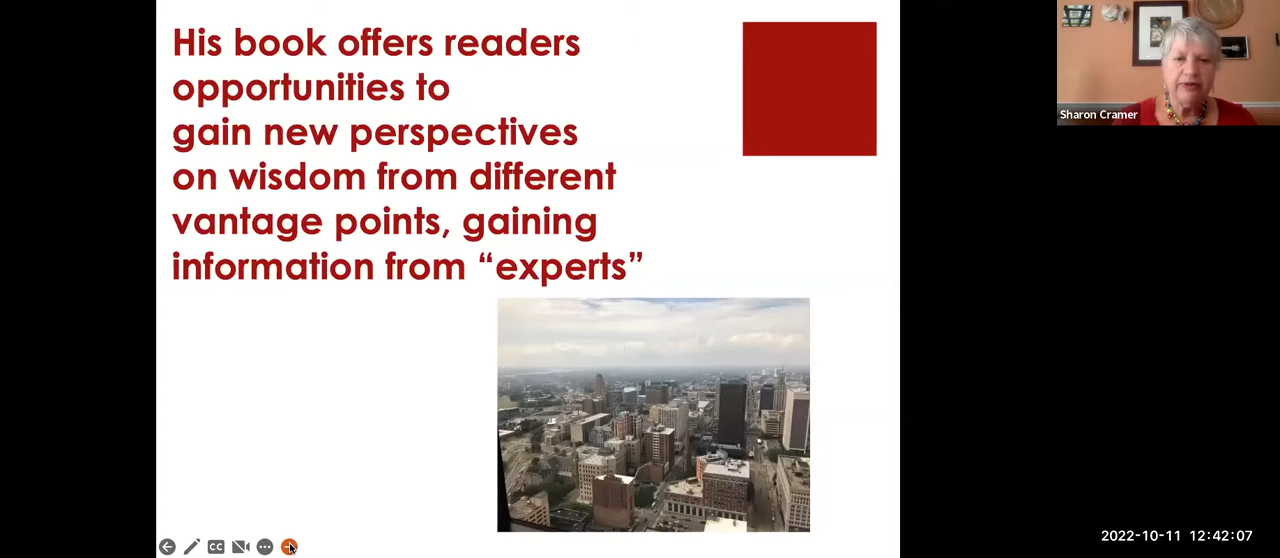 His book offers readers
opportunities to
gain new perspectives
on wisdom from different
vantage points, gaining
information from “experts”
Sharon Cramer
CC
2022-10-11 12:42:07